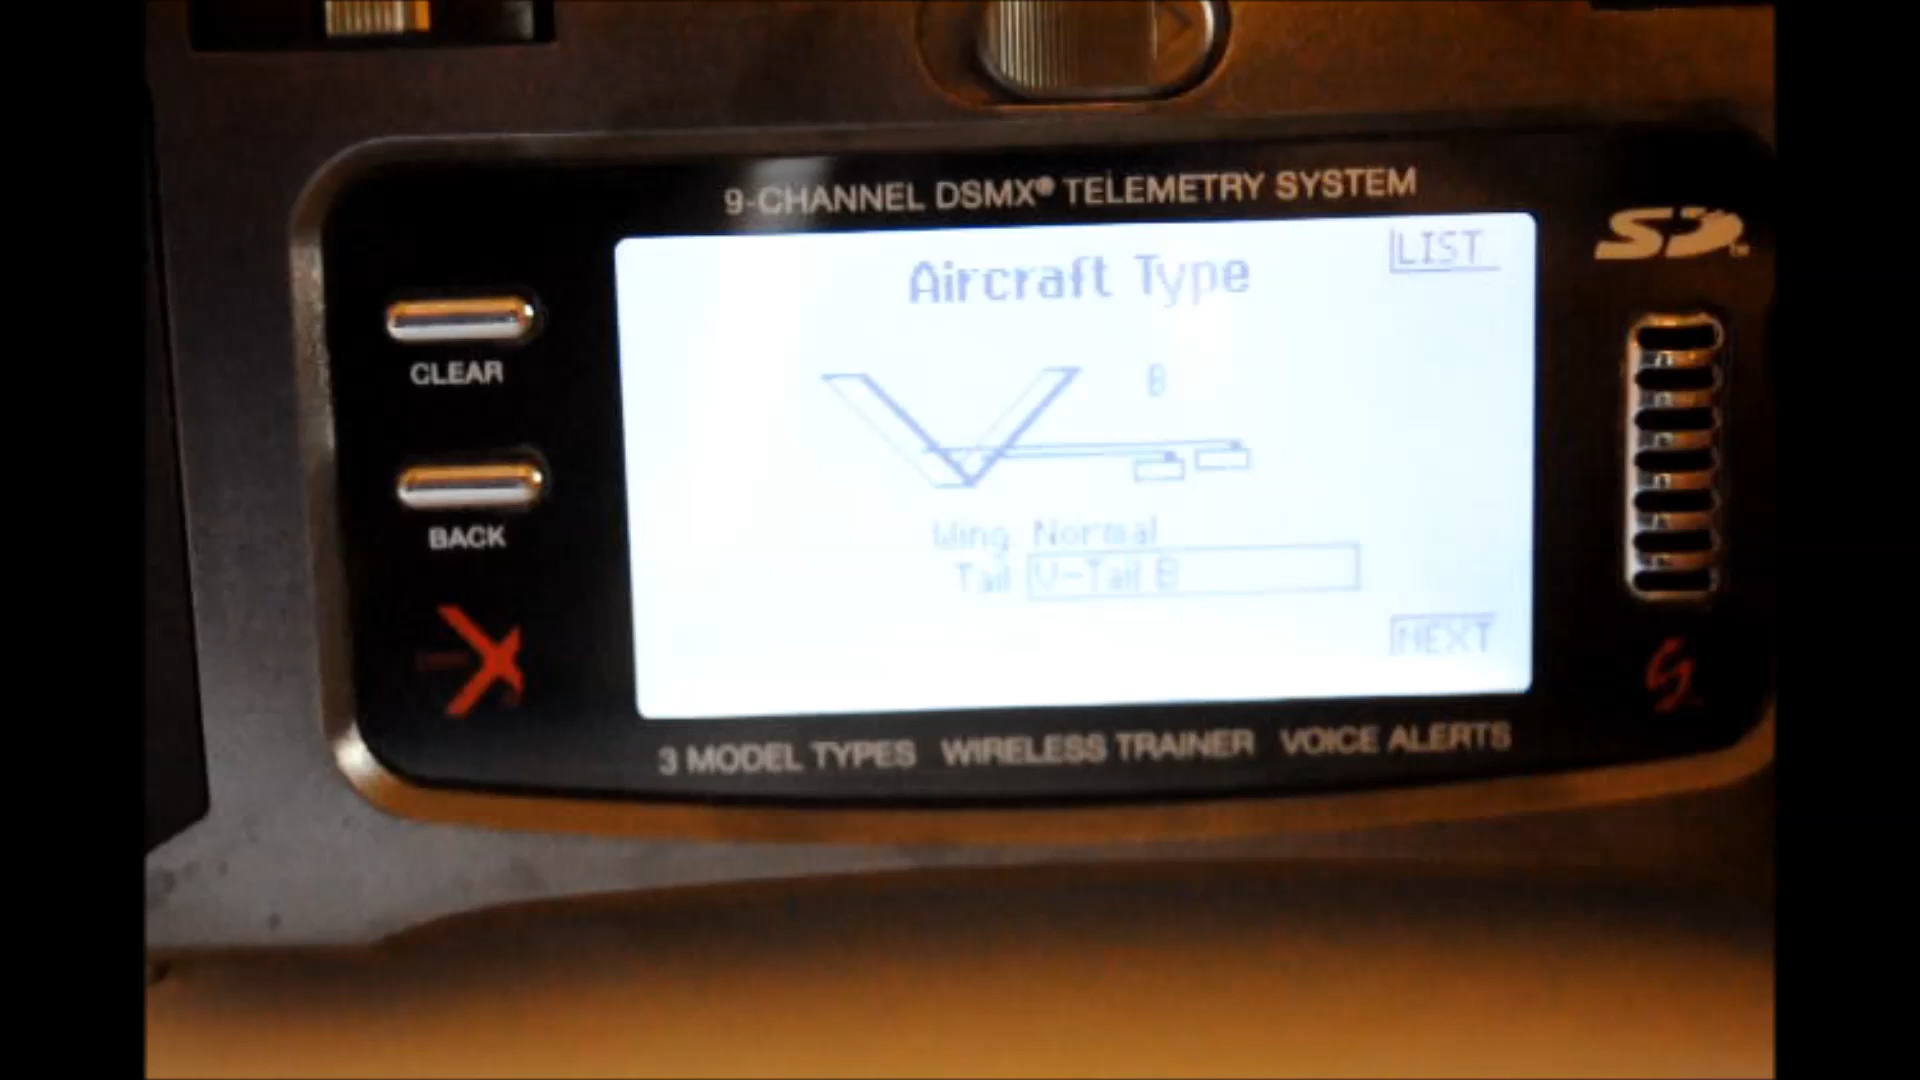 9-CHANNEL DSMX® TELEMETRY SYSTEM
LIST
Aircraft Type
B
CLEAR
BACK
Wing: Normal
Tail: V-Tail B
NEXT
3 MODEL TYPES WIRELESS TRAINER VOICE ALERTS
SD